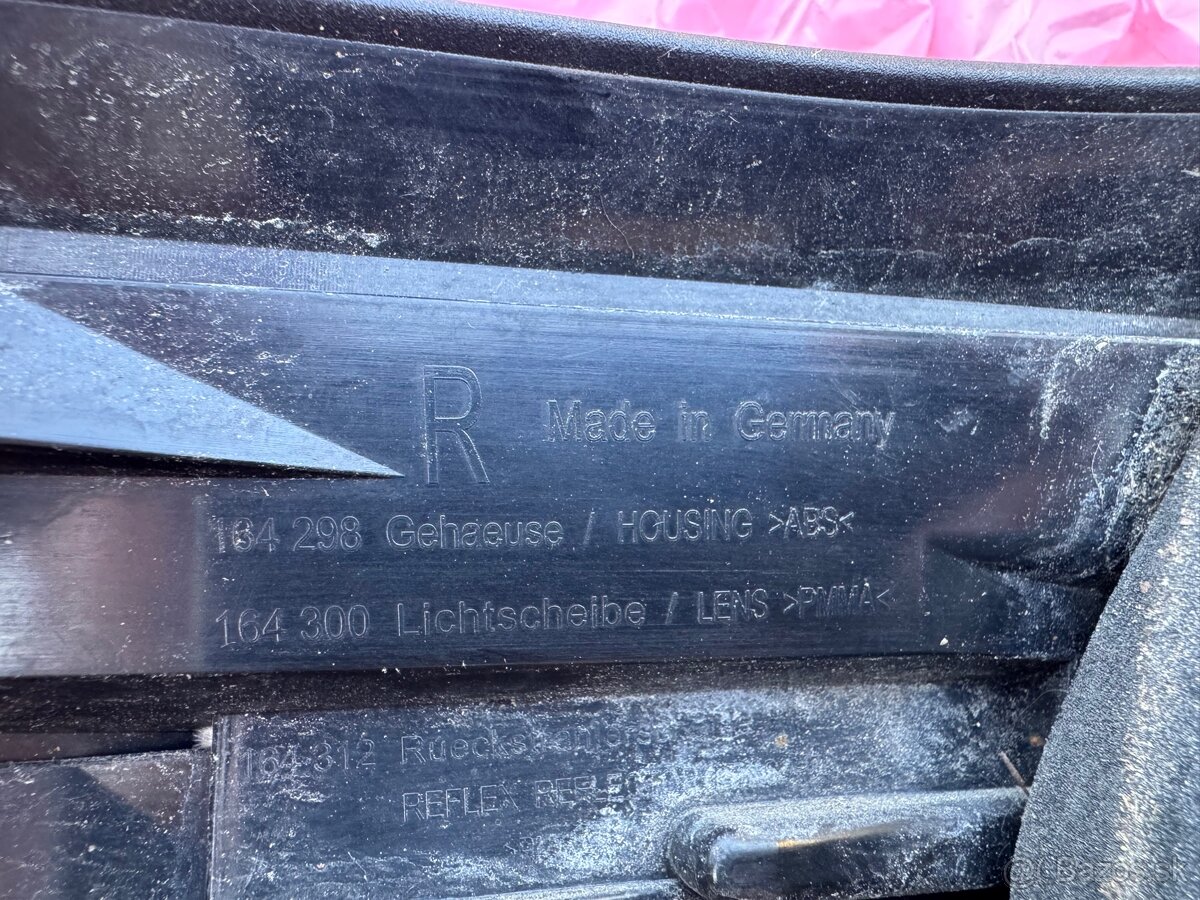 R Made in Germany
164 298 Gehaeuse / HOUSING >ABS<
164 300 Lichtscheibe / LENS >PMMA<
164 312
REFLEX